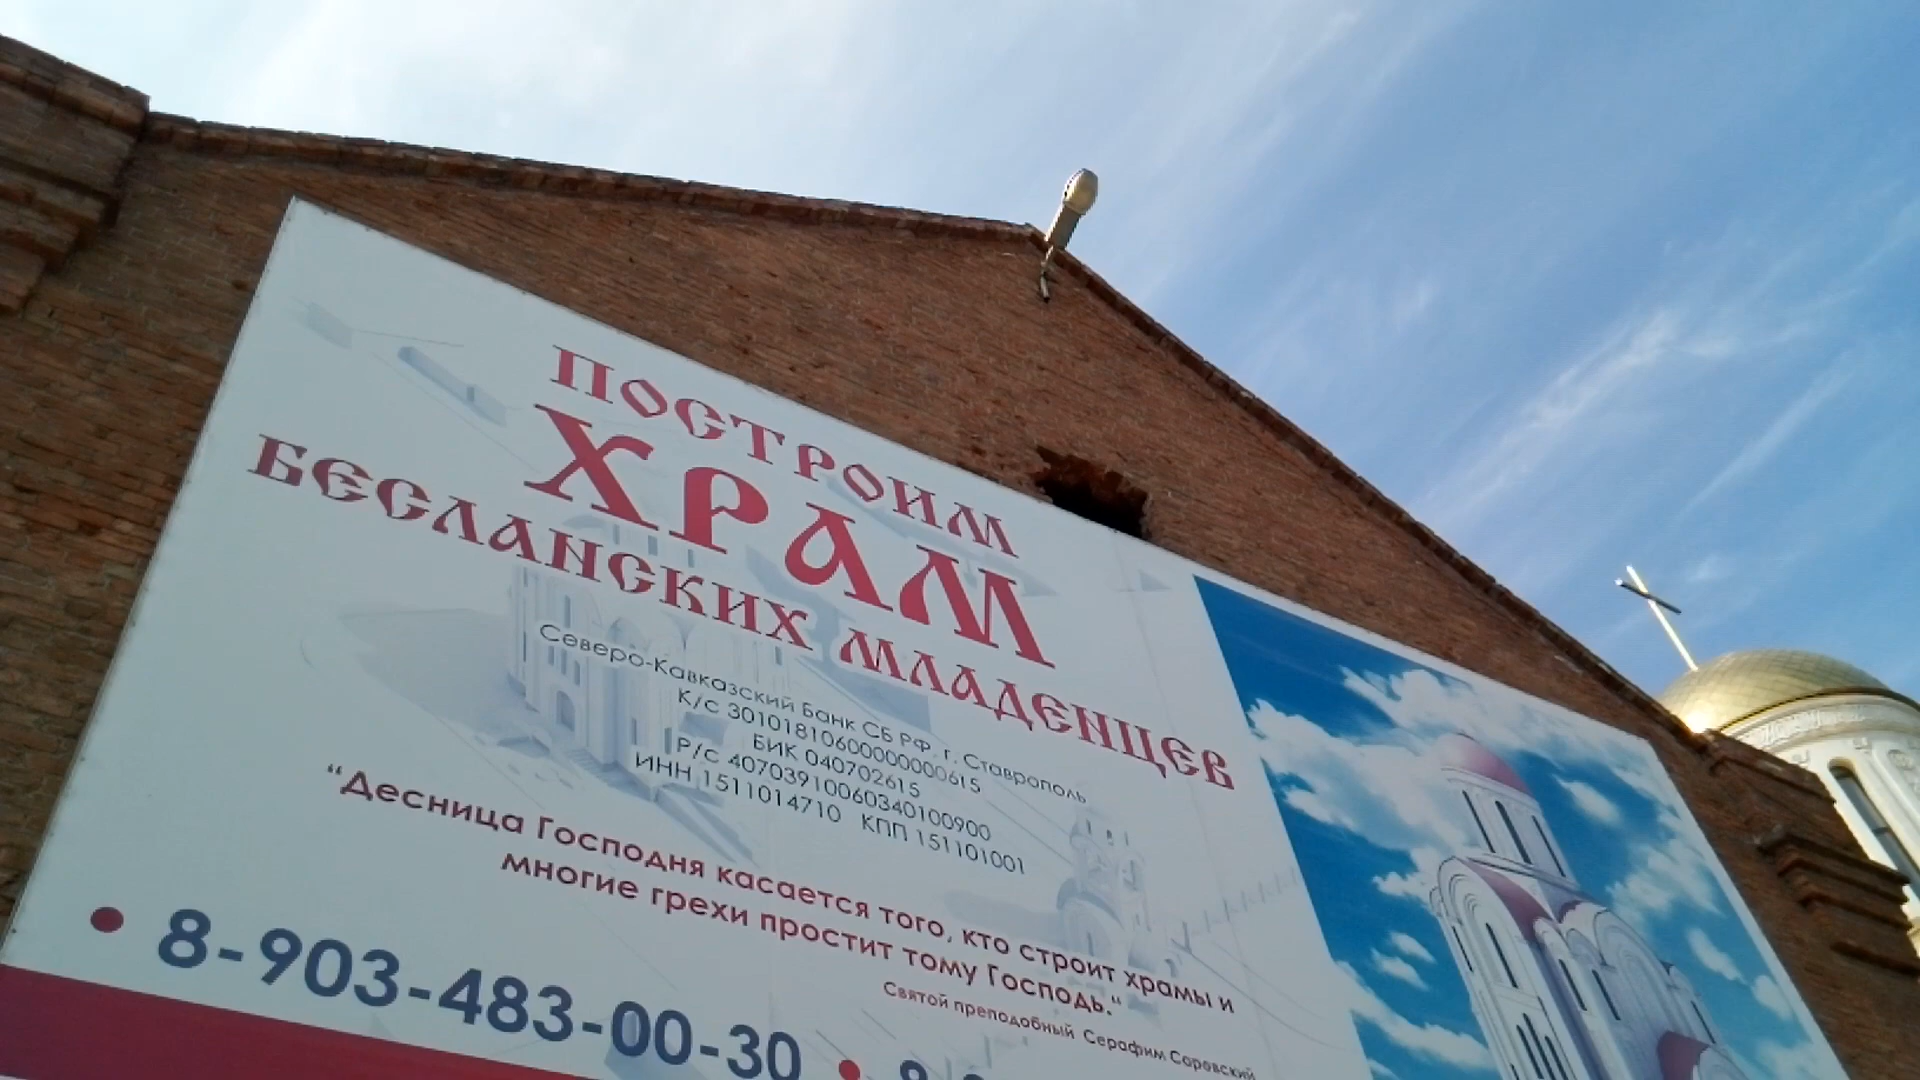 ПОСТРОИМ
ХРАМ
БЕСЛАНСКИХ МЛАДЕНЦЕВ
Северо-Кавказский Банк СБ РФ, г. Ставрополь
К/с 30101810600000000615
БИК 040702615
Р/С 40703910060340100900
ИНН 1511014710 КПП 151101001
“Десница Господня касается того, кто строит храмы и
многие грехи простит тому Господь.“
Святой преподобный Серафим Саровский
• 8-903-483-00-30 •